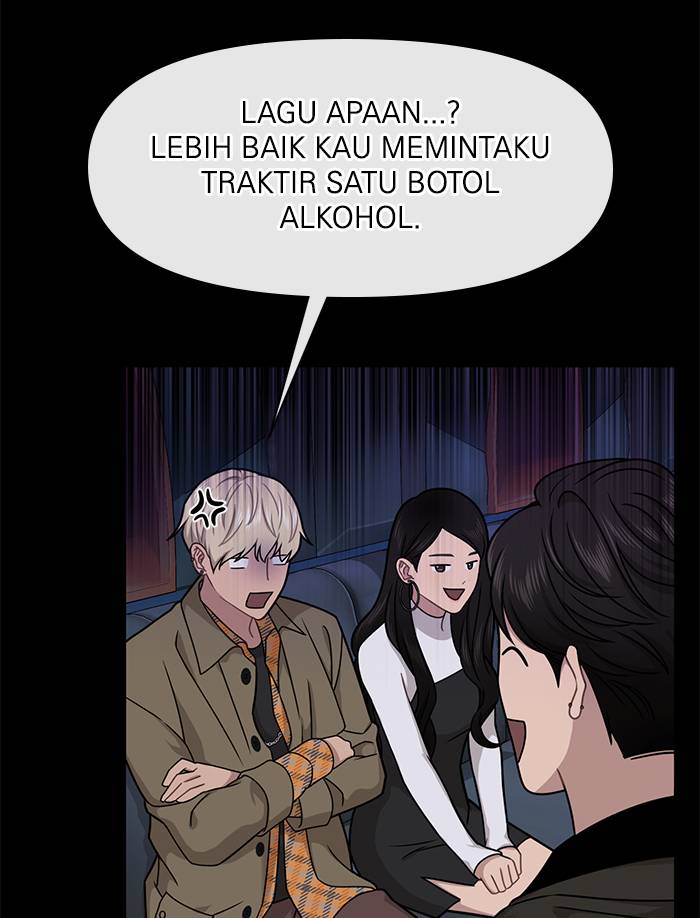 LAGU APAAN...?
LEBIH BAIK KAU MEMINTAKU
TRAKTIR SATU BOTOL
ALKOHOL.